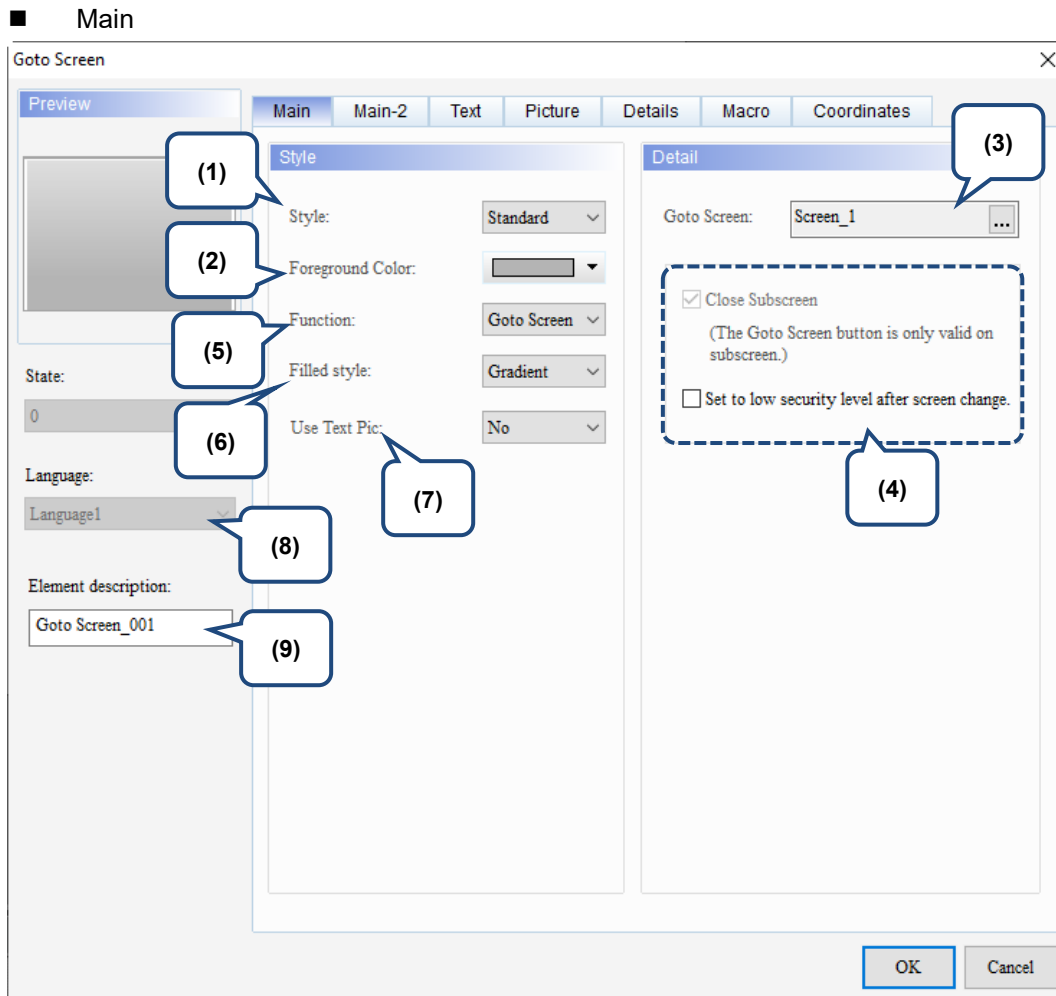 ■ Main
Goto Screen
Preview
Main Main-2 Text Picture Details Macro Coordinates
(3)
Style
Detail
(1)
Style: Standard
Goto Screen: Screen_1 ...
(2)
Foreground Color:
Close Subscreen
(The Goto Screen button is only valid on
subscreen.)
Function: Goto Screen
(5)
Filled style: Gradient
State:
0
Set to low security level after screen change.
(6)
Use Text Pic: No
Language:
Language1
(7)
(4)
(8)
Element description:
Goto Screen_001
(9)
OK Cancel